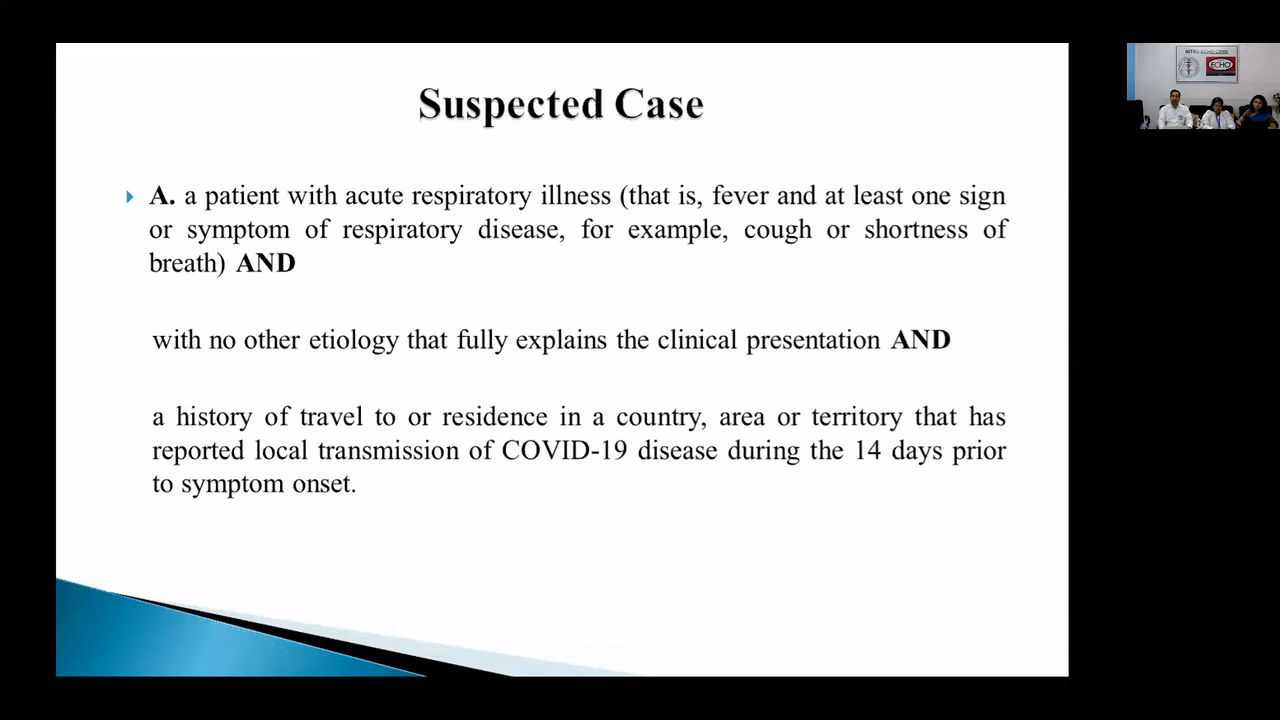 Suspected Case
A. a patient with acute respiratory illness (that is, fever and at least one sign
or symptom of respiratory disease, for example, cough or shortness of
breath) AND
with no other etiology that fully explains the clinical presentation AND
a history of travel to or residence in a country, area or territory that has
reported local transmission of COVID-19 disease during the 14 days prior
to symptom onset.
ECHO